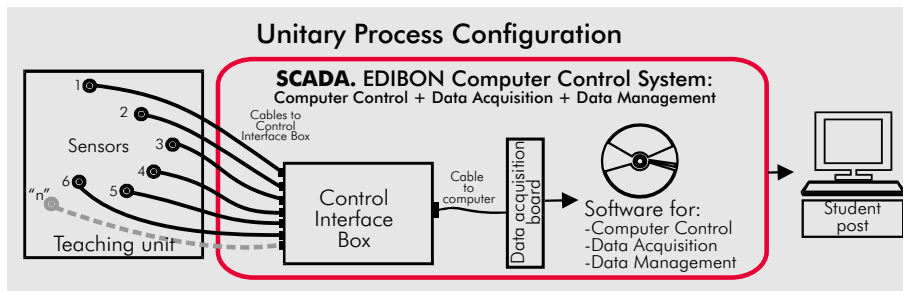 Unitary Process Configuration
SCADA. EDIBON Computer Control System:
Computer Control + Data Acquisition + Data Management
1
2
3
4
5
6
"n"
Sensors
Teaching unit
Cables to
Control
Interface Box
Control
Interface
Box
Cable
to
computer
Data acquisition
board
Software for:
-Computer Control
-Data Acquisition
-Data Management
Student
post